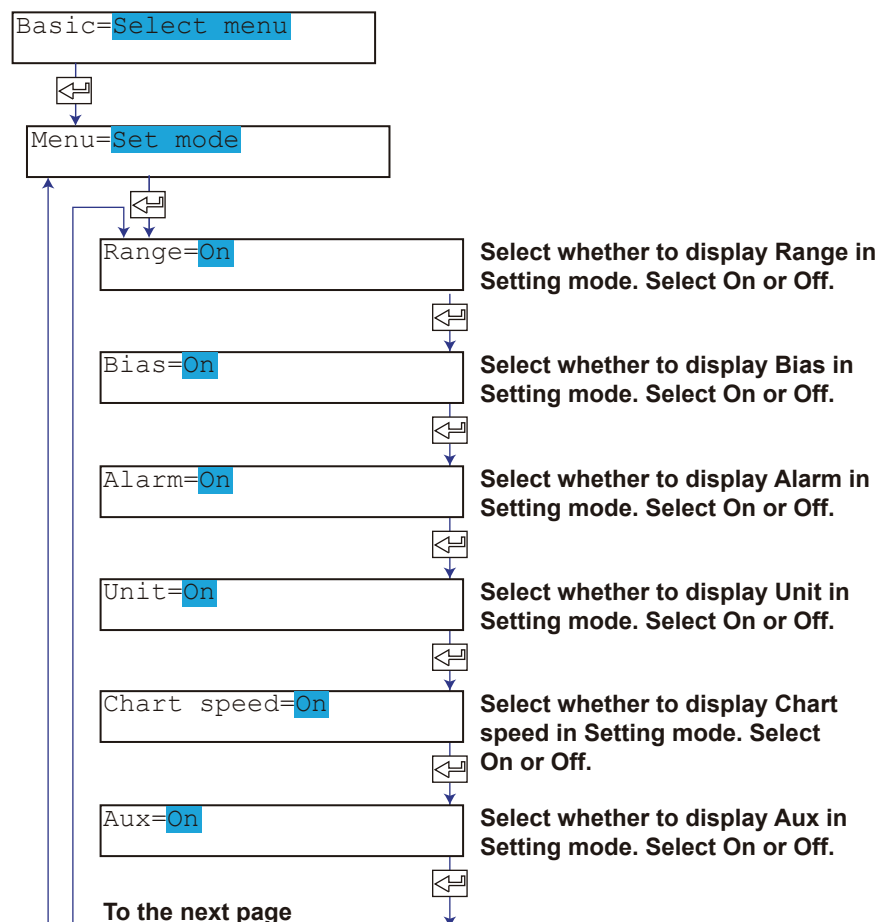 Basic=Select menu
Menu=Set mode
Range=On
Select whether to display Range in
Setting mode. Select On or Off.
Bias=On
Select whether to display Bias in
Setting mode. Select On or Off.
Alarm=On
Select whether to display Alarm in
Setting mode. Select On or Off.
Unit=On
Select whether to display Unit in
Setting mode. Select On or Off.
Chart speed=On
Select whether to display Chart
speed in Setting mode. Select
On or Off.
Aux=On
Select whether to display Aux in
Setting mode. Select On or Off.
To the next page